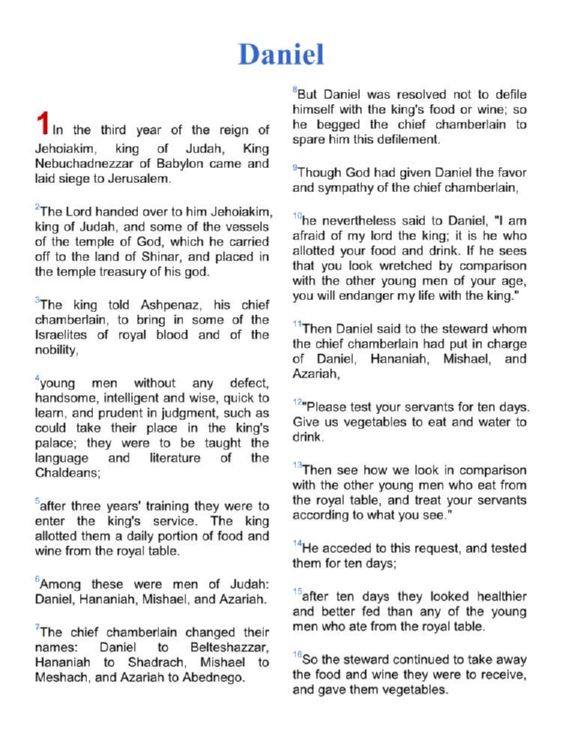 Daniel
1In the third year of the reign of
Jehoiakim, king of Judah, King
Nebuchadnezzar of Babylon came and
laid siege to Jerusalem.
2The Lord handed over to him Jehoiakim,
king of Judah, and some of the vessels
of the temple of God, which he carried
off to the land of Shinar, and placed in
the temple treasury of his god.
3The king told Ashpenaz, his chief
chamberlain, to bring in some of the
Israelites of royal blood and of the
nobility,
4young men without any defect,
handsome, intelligent and wise, quick to
learn, and prudent in judgment, such as
could take their place in the king's
palace; they were to be taught the
language and literature of the
Chaldeans;
5after three years' training they were to
enter the king's service. The king
allotted them a daily portion of food and
wine from the royal table.
6Among these were men of Judah:
Daniel, Hananiah, Mishael, and Azariah.
7The chief chamberlain changed their
names: Daniel to Belteshazzar,
Hananiah to Shadrach, Mishael to
Meshach, and Azariah to Abednego.
8But Daniel was resolved not to defile
himself with the king's food or wine; so
he begged the chief chamberlain to
spare him this defilement.
9Though God had given Daniel the favor
and sympathy of the chief chamberlain,
10he nevertheless said to Daniel, "I am
afraid of my lord the king; it is he who
allotted your food and drink. If he sees
that you look wretched by comparison
with the other young men of your age,
you will endanger my life with the king."
11Then Daniel said to the steward whom
the chief chamberlain had put in charge
of Daniel, Hananiah, Mishael, and
Azariah,
12"Please test your servants for ten days.
Give us vegetables to eat and water to
drink.
13Then see how we look in comparison
with the other young men who eat from
the royal table, and treat your servants
according to what you see."
14He acceded to this request, and tested
them for ten days;
15after ten days they looked healthier
and better fed than any of the young
men who ate from the royal table.
16So the steward continued to take away
the food and wine they were to receive,
and gave them vegetables.